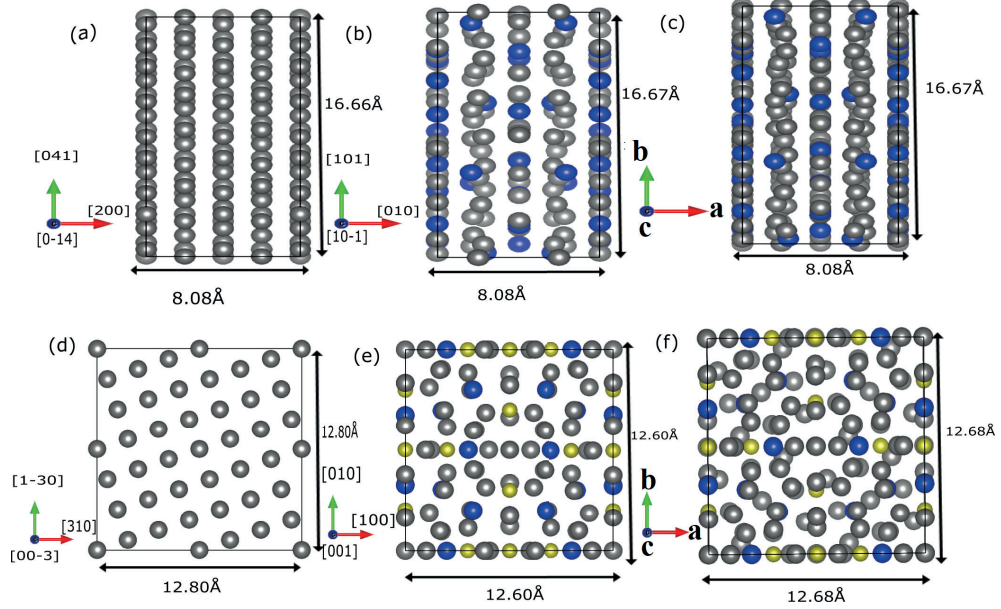 (a)
16.66Å
[041]
[200]
[0-14]
8.08Å
(b)
16.67Å
[101]
[010]
[10-1]
8.08Å
(c)
16.67Å
b
a
c
8.08Å
(d)
12.80Å
[1-30]
[310]
[00-3]
12.80Å
(e)
12.60Å
[010]
[100]
[001]
12.60Å
(f)
12.68Å
b
a
c
12.68Å